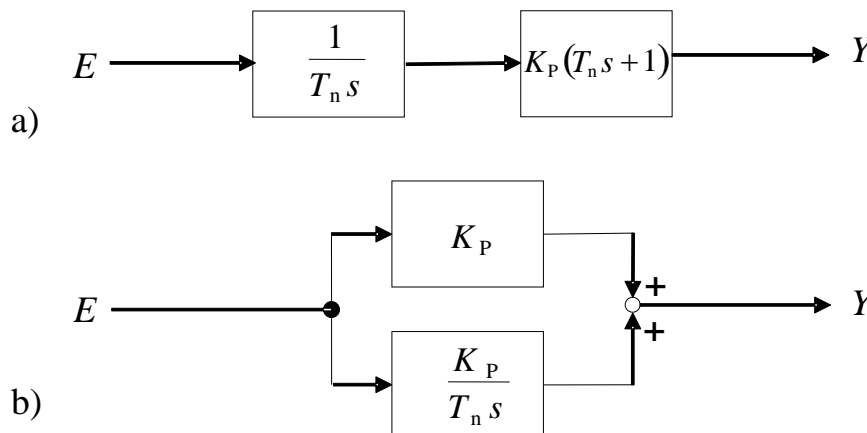 a)
E
1
T_n s
K_P(T_n s + 1)
Y
b)
E
K_P
K_P
T_n s
+
+
Y